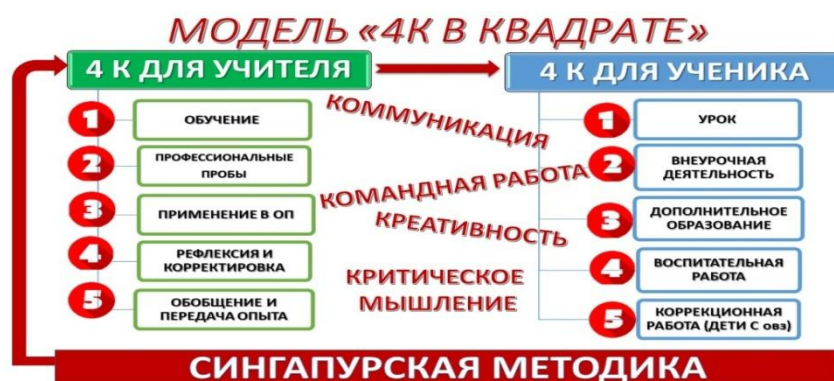 МОДЕЛЬ «4К В КВАДРАТЕ»
4 К ДЛЯ УЧИТЕЛЯ
1
ОБУЧЕНИЕ
2
ПРОФЕССИОНАЛЬНЫЕ
ПРОБЫ
3
ПРИМЕНЕНИЕ В ОП
4
РЕФЛЕКСИЯ И
КОРРЕКТИРОВКА
5
ОБОБЩЕНИЕ И
ПЕРЕДАЧА ОПЫТА
КОММУНИКАЦИЯ
КОМАНДНАЯ РАБОТА
КРЕАТИВНОСТЬ
КРИТИЧЕСКОЕ
МЫШЛЕНИЕ
4 К ДЛЯ УЧЕНИКА
1
УРОК
2
ВНЕУРОЧНАЯ
ДЕЯТЕЛЬНОСТЬ
3
ДОПОЛНИТЕЛЬНОЕ
ОБРАЗОВАНИЕ
4
ВОСПИТАТЕЛЬНАЯ
РАБОТА
5
КОРРЕКЦИОННАЯ
РАБОТА (ДЕТИ С овз)
СИНГАПУРСКАЯ МЕТОДИКА